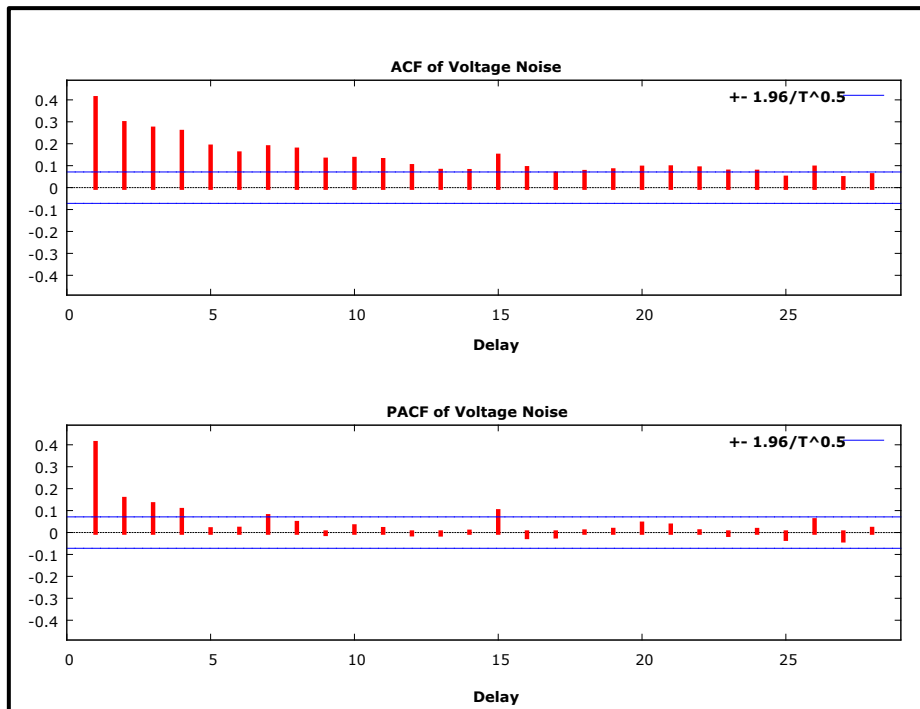 ACF of Voltage Noise
+- 1.96/T^0.5
0.4
0.3
0.2
0.1
0
-0.1
-0.2
-0.3
-0.4
0 5 10 15 20 25
Delay
PACF of Voltage Noise
+- 1.96/T^0.5
0.4
0.3
0.2
0.1
0
-0.1
-0.2
-0.3
-0.4
0 5 10 15 20 25
Delay